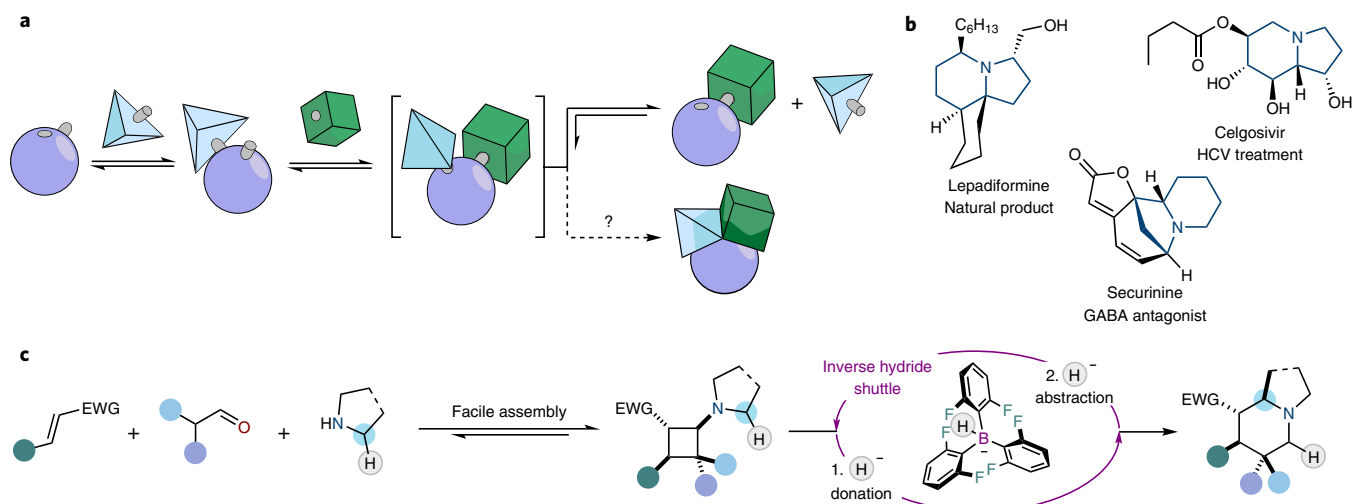 a
?
+
b
C6H13
OH
N
H
Lepadiformine
Natural product
O
O
N
HO
H
OH
OH
Celgosivir
HCV treatment
O
O
H
N
H
Securinine
GABA antagonist
c
EWG
+
O
+
HN
H
Facile assembly
EWG
N
H
Inverse hydride
shuttle
1. H−
donation
F
F
F
H
B
−
F
F
F
2. H−
abstraction
EWG
N
H